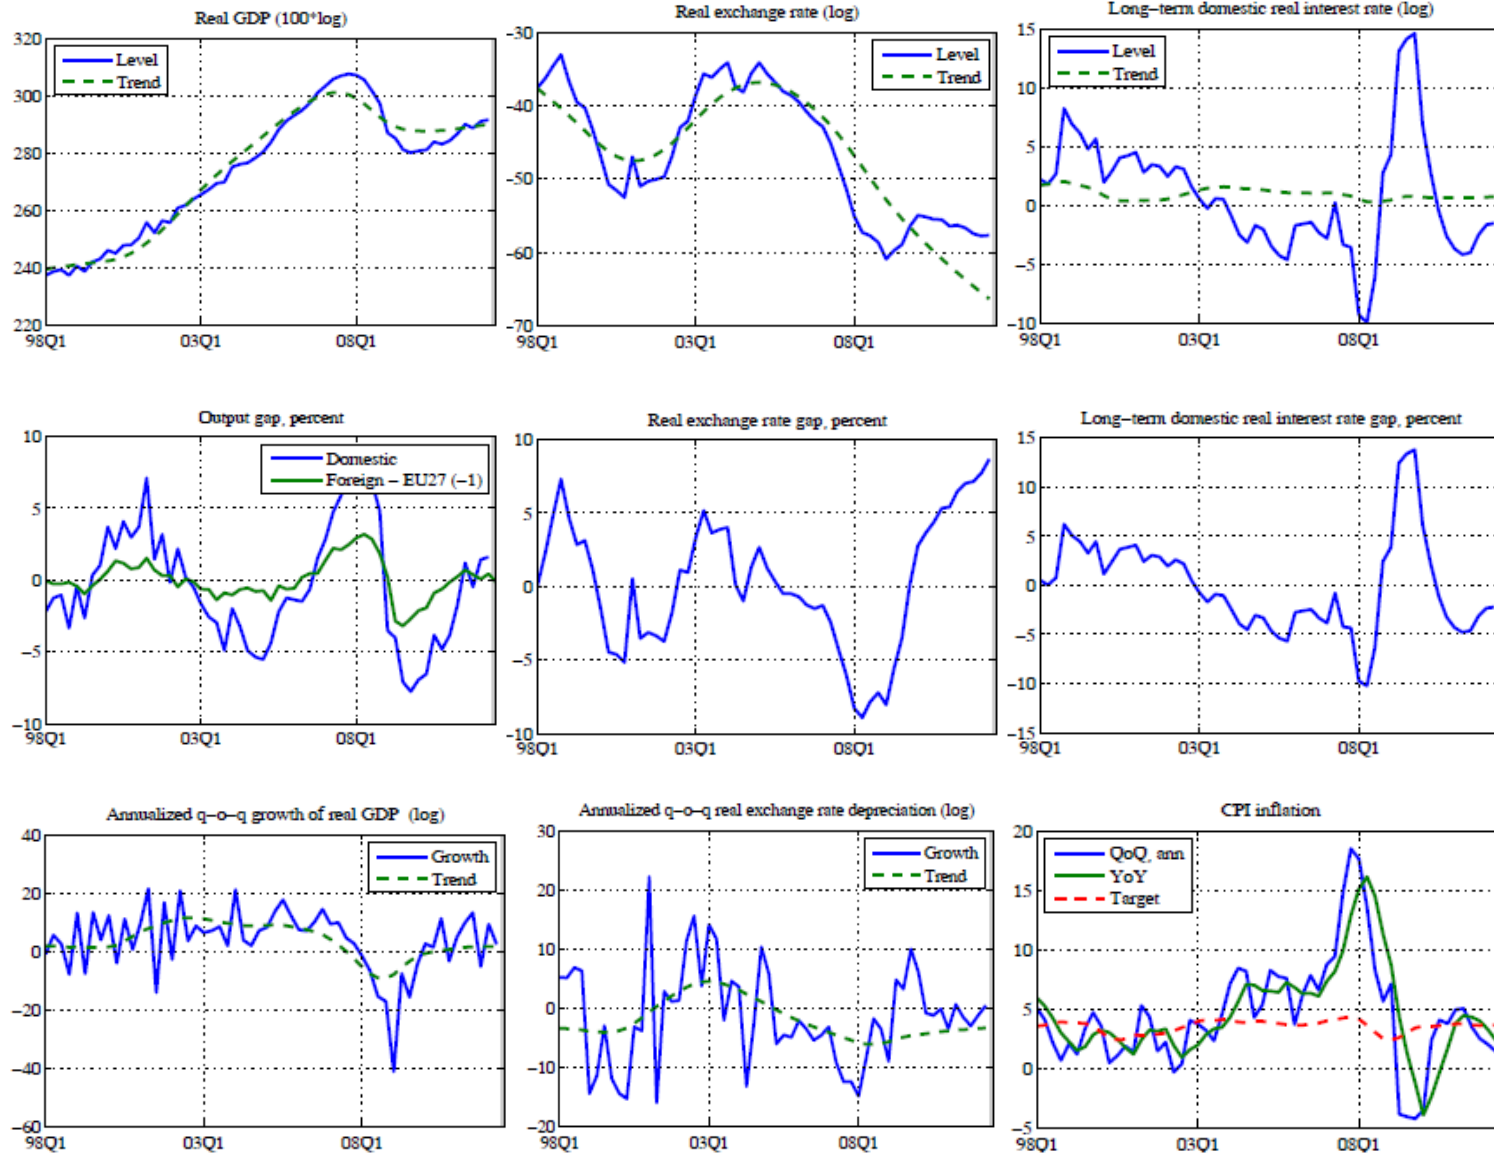 Real GDP (100*log)
320
300
280
260
240
220
98Q1
03Q1
08Q1
Level
Trend
Real exchange rate (log)
-30
-40
-50
-60
-70
98Q1
03Q1
08Q1
Level
Trend
Long-term domestic real interest rate (log)
15
10
5
0
-5
-10
98Q1
03Q1
08Q1
Level
Trend
Output gap, percent
10
5
0
-5
-10
98Q1
03Q1
08Q1
Domestic
Foreign - EU27 (-1)
Real exchange rate gap, percent
10
5
0
-5
-10
98Q1
03Q1
08Q1
Long-term domestic real interest rate gap, percent
15
10
5
0
-5
-10
-15
98Q1
03Q1
08Q1
Annualized q-o-q growth of real GDP (log)
40
20
0
-20
-40
-60
98Q1
03Q1
08Q1
Growth
Trend
Annualized q-o-q real exchange rate depreciation (log)
30
20
10
0
-10
-20
98Q1
03Q1
08Q1
Growth
Trend
CPI inflation
20
15
10
5
0
-5
98Q1
03Q1
08Q1
QoQ, ann
YoY
Target